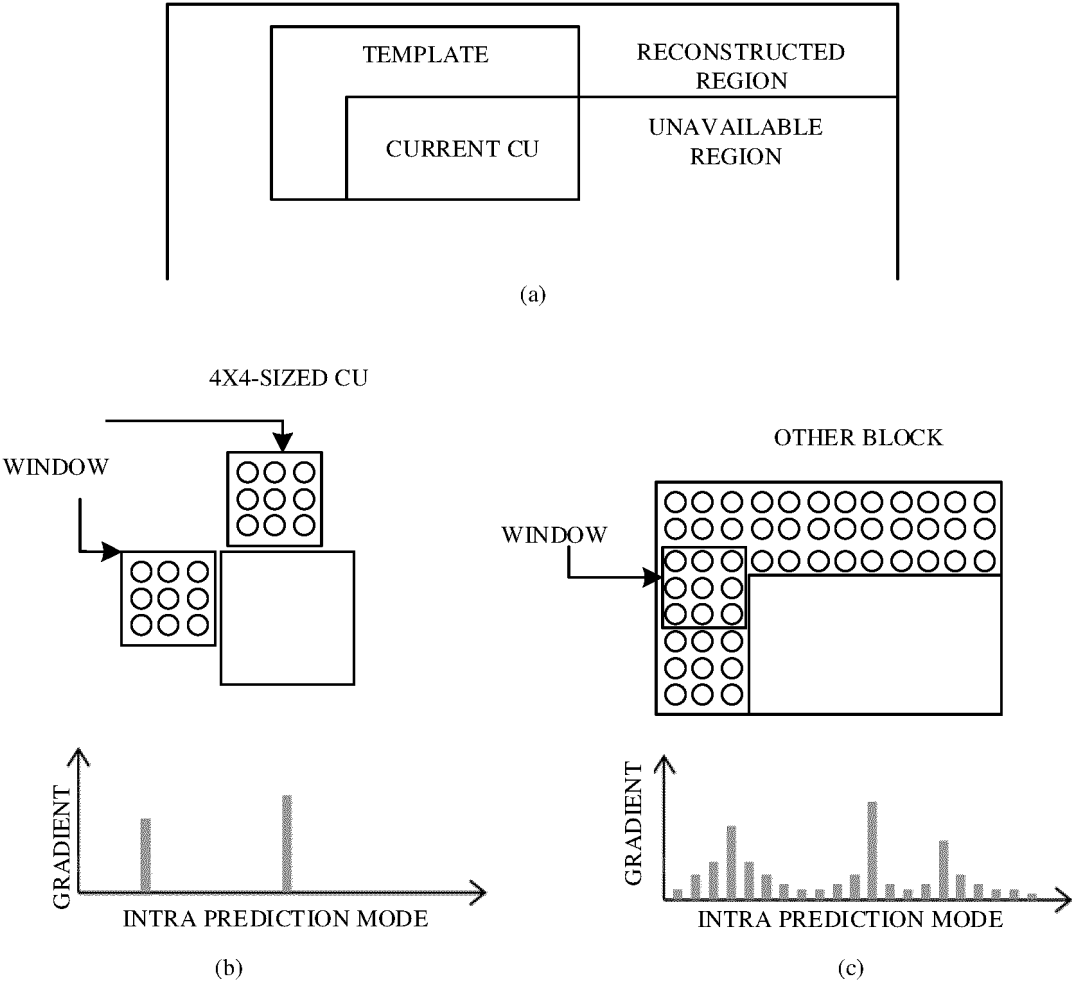 TEMPLATE
RECONSTRUCTED
REGION
CURRENT CU
UNAVAILABLE
REGION
(a)
4X4-SIZED CU
WINDOW
OTHER BLOCK
WINDOW
GRADIENT
INTRA PREDICTION MODE
(b)
GRADIENT
INTRA PREDICTION MODE
(c)